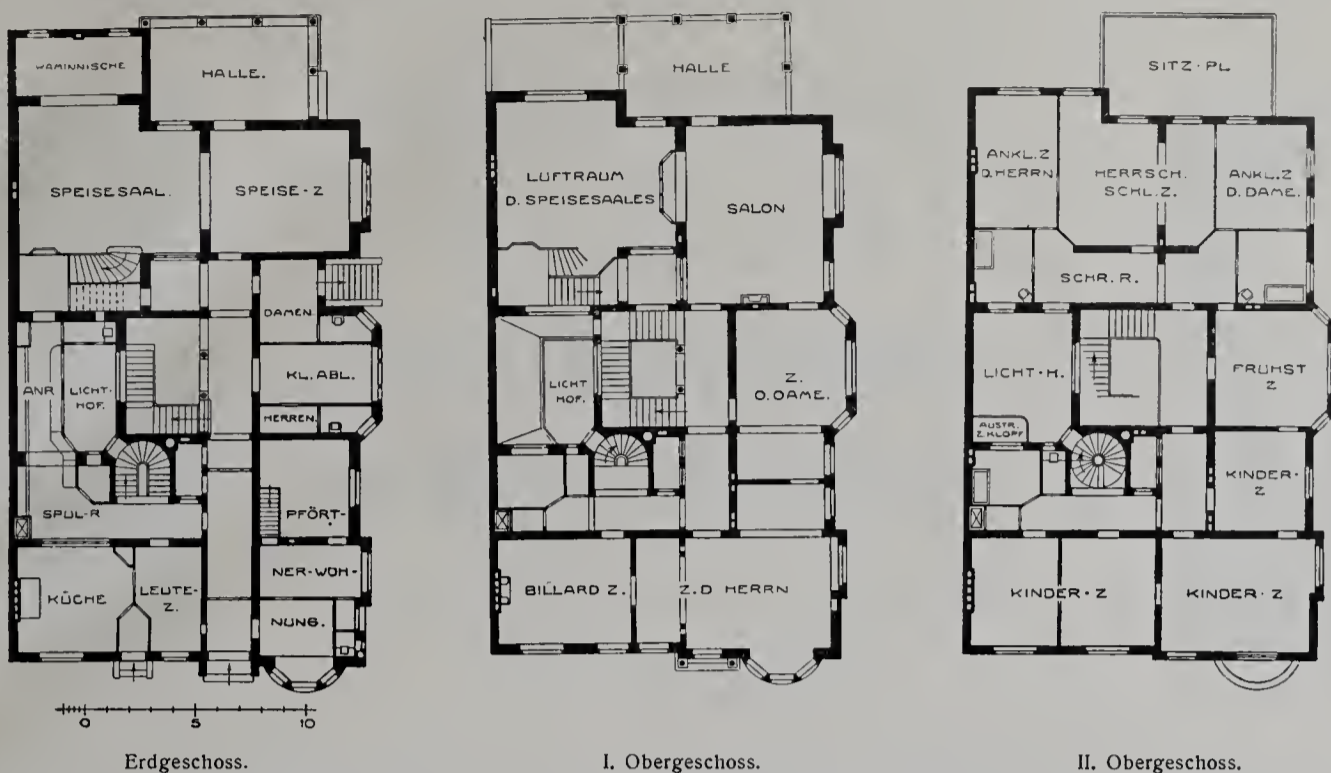 WAMINNISCHE
HALLE.
SPEISESAAL.
SPEISE-Z
DAMEN
ANR
LICHT-
HOF.
KL. ABL.
HERREN
SPÜL-R
PFÖRT-
KÜCHE
LEUTE-
Z.
NER-WOH-
NUNG.
0 5 10
Erdgeschoss.
HALLE
LUFTRAUM
D. SPEISESAALES
SALON
LICHT
HOF.
Z.
D. DAME.
BILLARD Z.
Z. D HERRN
I. Obergeschoss.
SITZ·PL
ANKL. Z
D. HERRN
HERRSCH.
SCHL. Z.
ANKL. Z
D. DAME.
SCHR. R.
LICHT·H.
FRÜHST
Z
AUSTR.
Z KLOPF
KINDER-
Z
KINDER·Z
KINDER·Z
II. Obergeschoss.